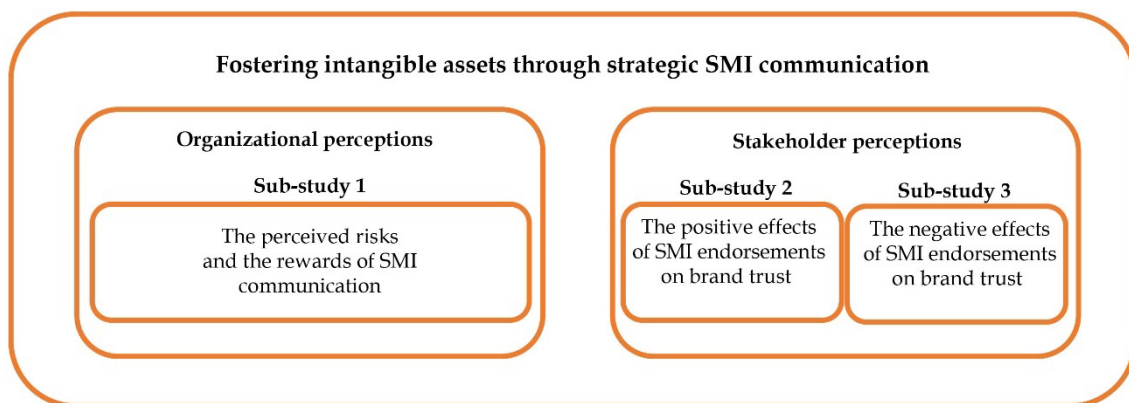 Fostering intangible assets through strategic SMI communication
Organizational perceptions
Sub-study 1
The perceived risks
and the rewards of SMI
communication
Stakeholder perceptions
Sub-study 2
The positive effects
of SMI endorsements
on brand trust
Sub-study 3
The negative effects
of SMI endorsements
on brand trust